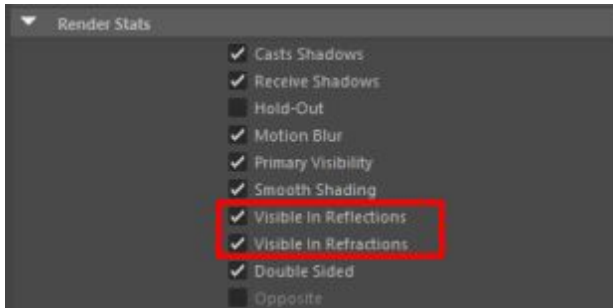 Render Stats
Casts Shadows
Receive Shadows
Hold-Out
Motion Blur
Primary Visibility
Smooth Shading
Visible In Reflections
Visible In Refractions
Double Sided
Opposite